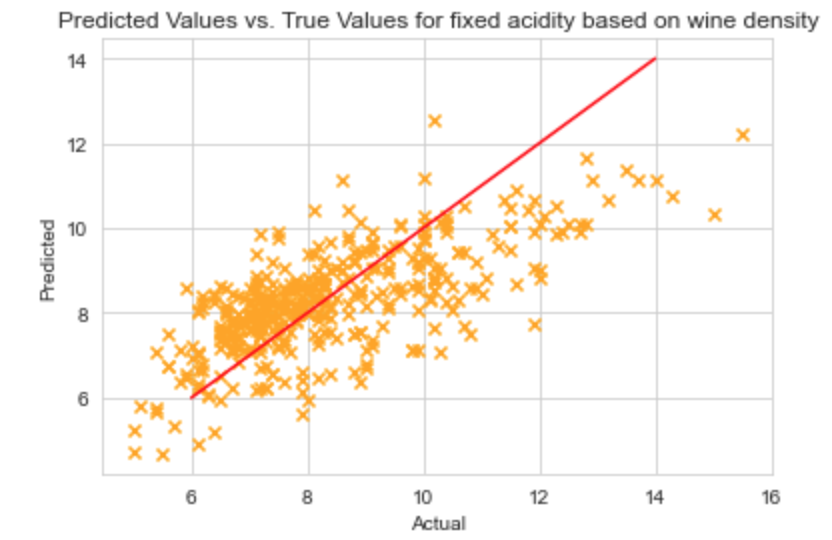 Predicted Values vs. True Values for fixed acidity based on wine density
14
12
10
8
6
Predicted
6 8 10 12 14 16
Actual